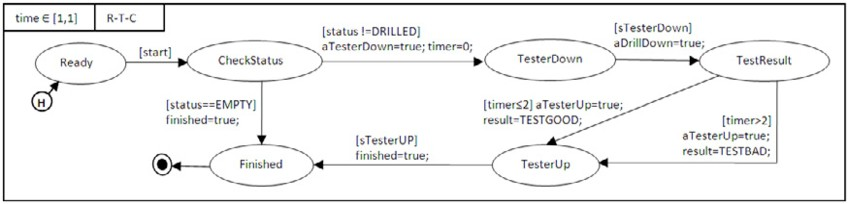 time ∈ [1,1]
R-T-C
[status !=DRILLED]
aTesterDown=true; timer=0;
[sTesterDown]
aDrillDown=true;
[start]
Ready
CheckStatus
TesterDown
TestResult
H
[status==EMPTY]
finished=true;
[timer≤2] aTesterUp=true;
result=TESTGOOD;
[timer>2]
aTesterUp=true;
result=TESTBAD;
[sTesterUP]
finished=true;
Finished
TesterUp